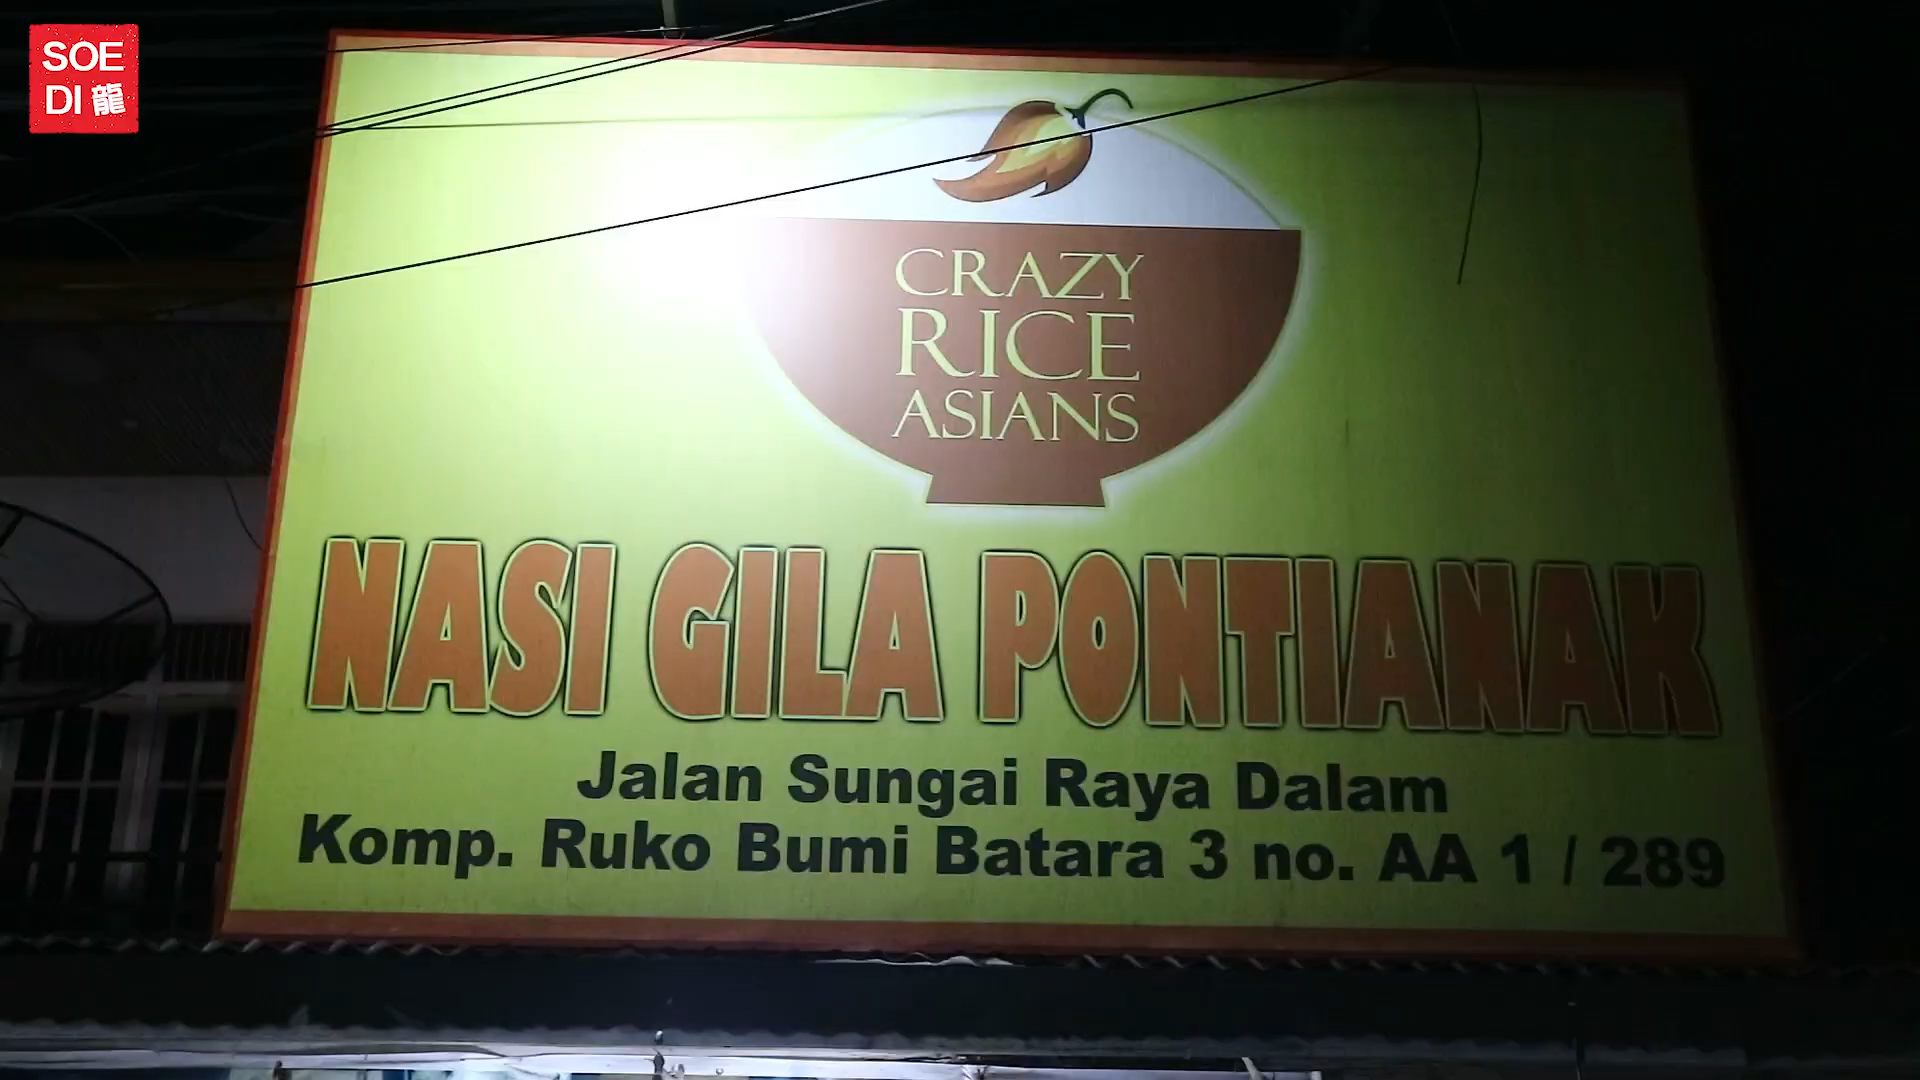 SOE
DI 龍
CRAZY
RICE
ASIANS
NASI GILA PONTIANAK
Jalan Sungai Raya Dalam
Komp. Ruko Bumi Batara 3 no. AA 1 / 289